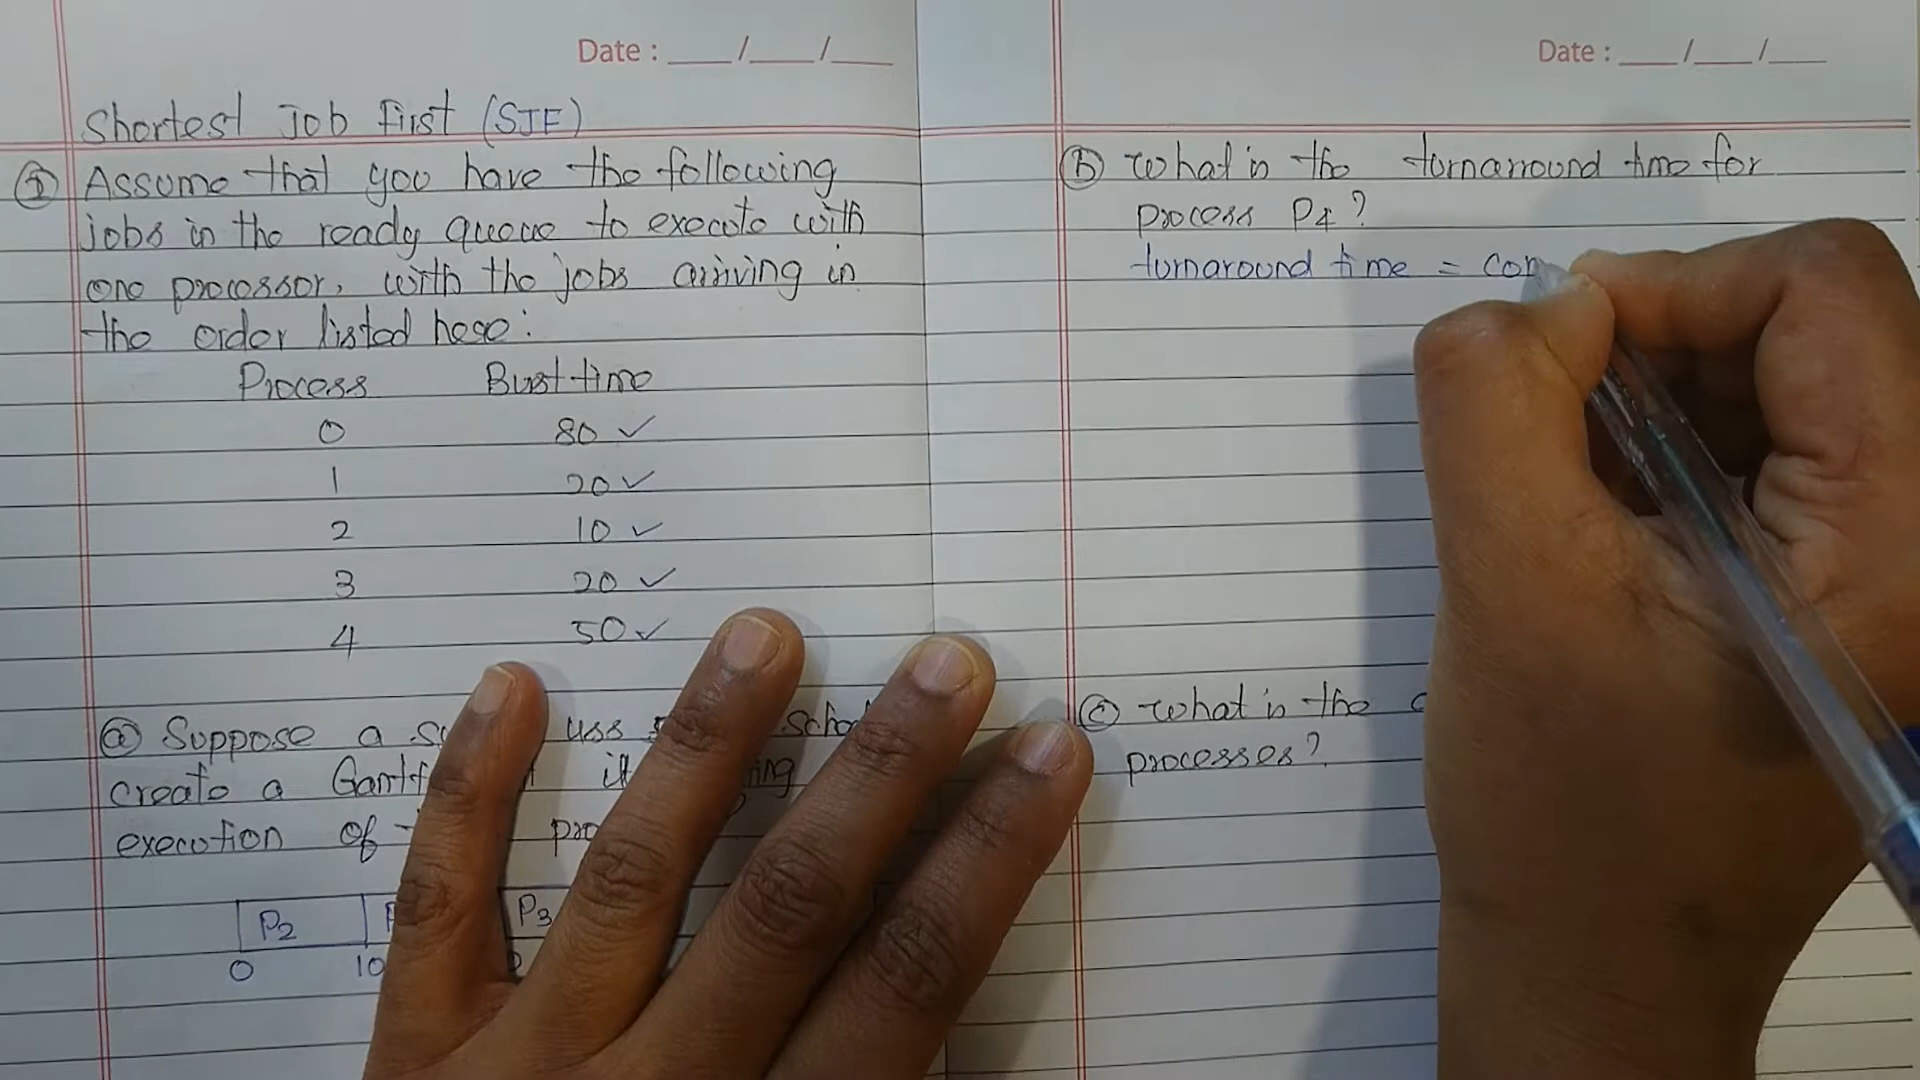 Date : ___/___/___
Shortest Job First (SJF)
① Assume that you have the following
jobs in the ready queue to execute with
one processor, with the jobs arriving in
the order listed here:
Process Burst time
0 80 ✓
1 20 ✓
2 10 ✓
3 20 ✓
4 50 ✓
ⓐ Suppose a uses
create a
execution of
P2 P3
0 10
Date : ___/___/___
ⓑ What is the turnarround time for
process P4?
turnaround time = com
ⓒ What is the
processes?